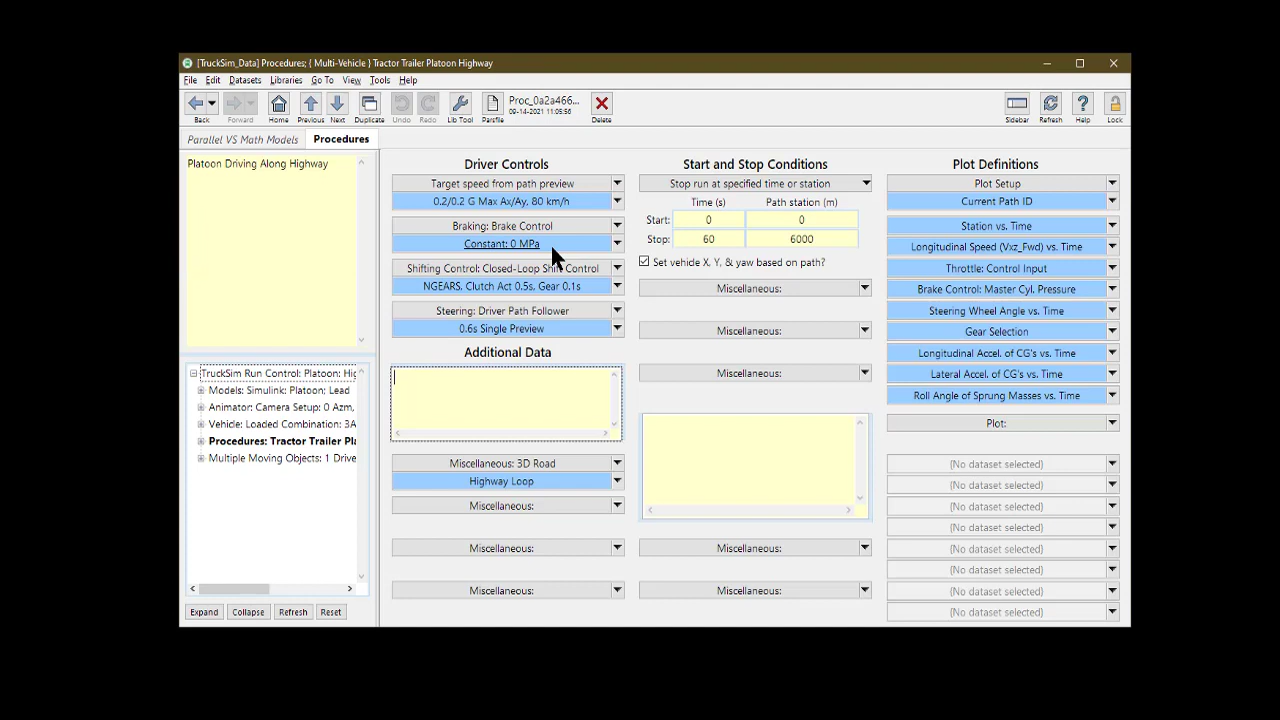 [TruckSim_Data] Procedures; { Multi-Vehicle } Tractor Trailer Platoon Highway
File Edit Datasets Libraries Go To View Tools Help
Proc_0a2a466...
09-14-2021 11:05:56
Back Forward Home Previous Next Duplicate Undo Redo Lib Tool Parsfile Delete Sidebar Refresh Help Lock
Parallel VS Math Models Procedures
Platoon Driving Along Highway
TruckSim Run Control: Platoon: Hig
Models: Simulink: Platoon: Lead
Animator: Camera Setup: 0 Azm,
Vehicle: Loaded Combination: 3A
Procedures: Tractor Trailer Pla
Multiple Moving Objects: 1 Drive
Expand Collapse Refresh Reset
Driver Controls
Target speed from path preview
0.2/0.2 G Max Ax/Ay, 80 km/h
Braking: Brake Control
Constant: 0 MPa
Shifting Control: Closed-Loop Shift Control
NGEARS, Clutch Act 0.5s, Gear 0.1s
Steering: Driver Path Follower
0.6s Single Preview
Additional Data
Miscellaneous: 3D Road
Highway Loop
Miscellaneous:
Miscellaneous:
Miscellaneous:
Start and Stop Conditions
Stop run at specified time or station
Time (s) Path station (m)
Start: 0 0
Stop: 60 6000
Set vehicle X, Y, & yaw based on path?
Miscellaneous:
Miscellaneous:
Miscellaneous:
Miscellaneous:
Miscellaneous:
Plot Definitions
Plot Setup
Current Path ID
Station vs. Time
Longitudinal Speed (Vxz_Fwd) vs. Time
Throttle: Control Input
Brake Control: Master Cyl. Pressure
Steering Wheel Angle vs. Time
Gear Selection
Longitudinal Accel. of CG's vs. Time
Lateral Accel. of CG's vs. Time
Roll Angle of Sprung Masses vs. Time
Plot:
(No dataset selected)
(No dataset selected)
(No dataset selected)
(No dataset selected)
(No dataset selected)
(No dataset selected)
(No dataset selected)
(No dataset selected)